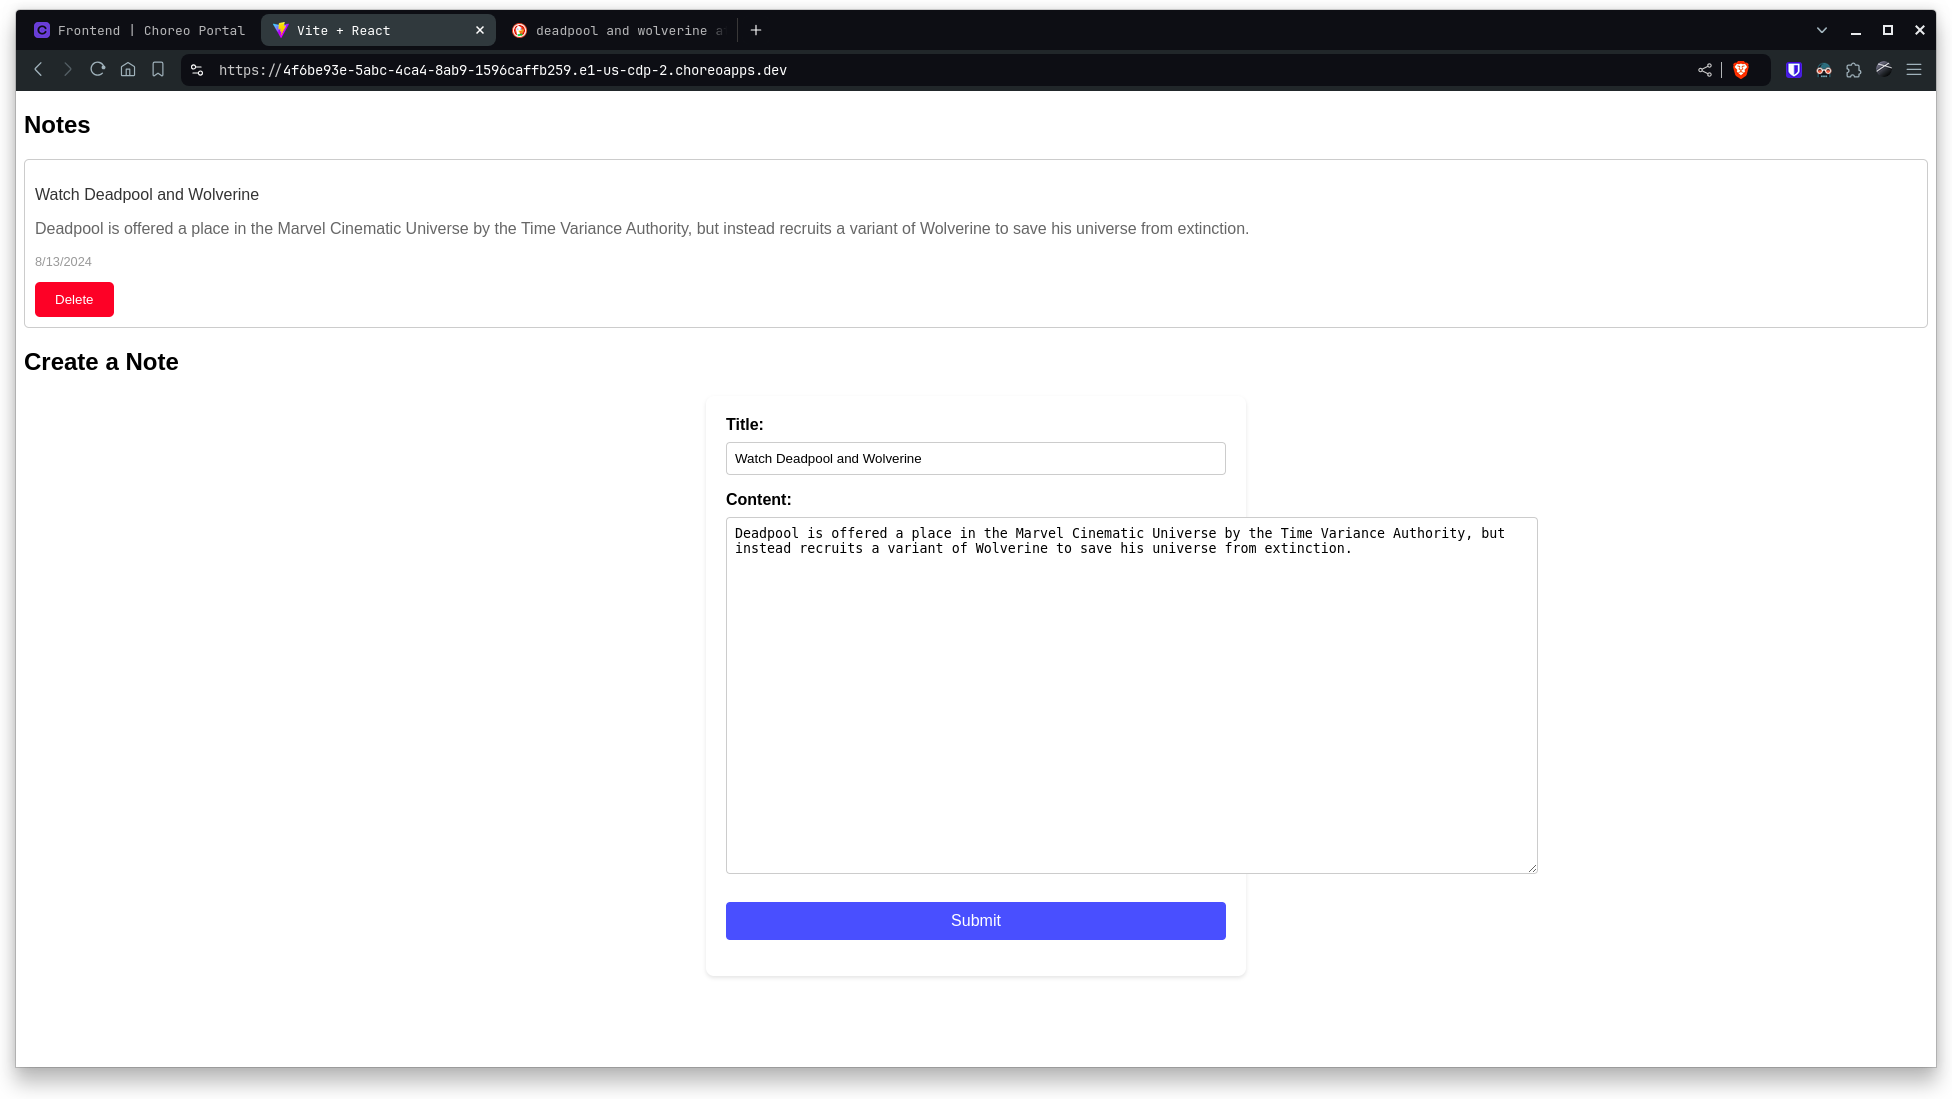 Frontend | Choreo Portal
Vite + React
deadpool and wolverine a
https://4f6be93e-5abc-4ca4-8ab9-1596caffb259.e1-us-cdp-2.choreoapps.dev
Notes
Watch Deadpool and Wolverine
Deadpool is offered a place in the Marvel Cinematic Universe by the Time Variance Authority, but instead recruits a variant of Wolverine to save his universe from extinction.
8/13/2024
Delete
Create a Note
Title:
Watch Deadpool and Wolverine
Content:
Deadpool is offered a place in the Marvel Cinematic Universe by the Time Variance Authority, but
instead recruits a variant of Wolverine to save his universe from extinction.
Submit